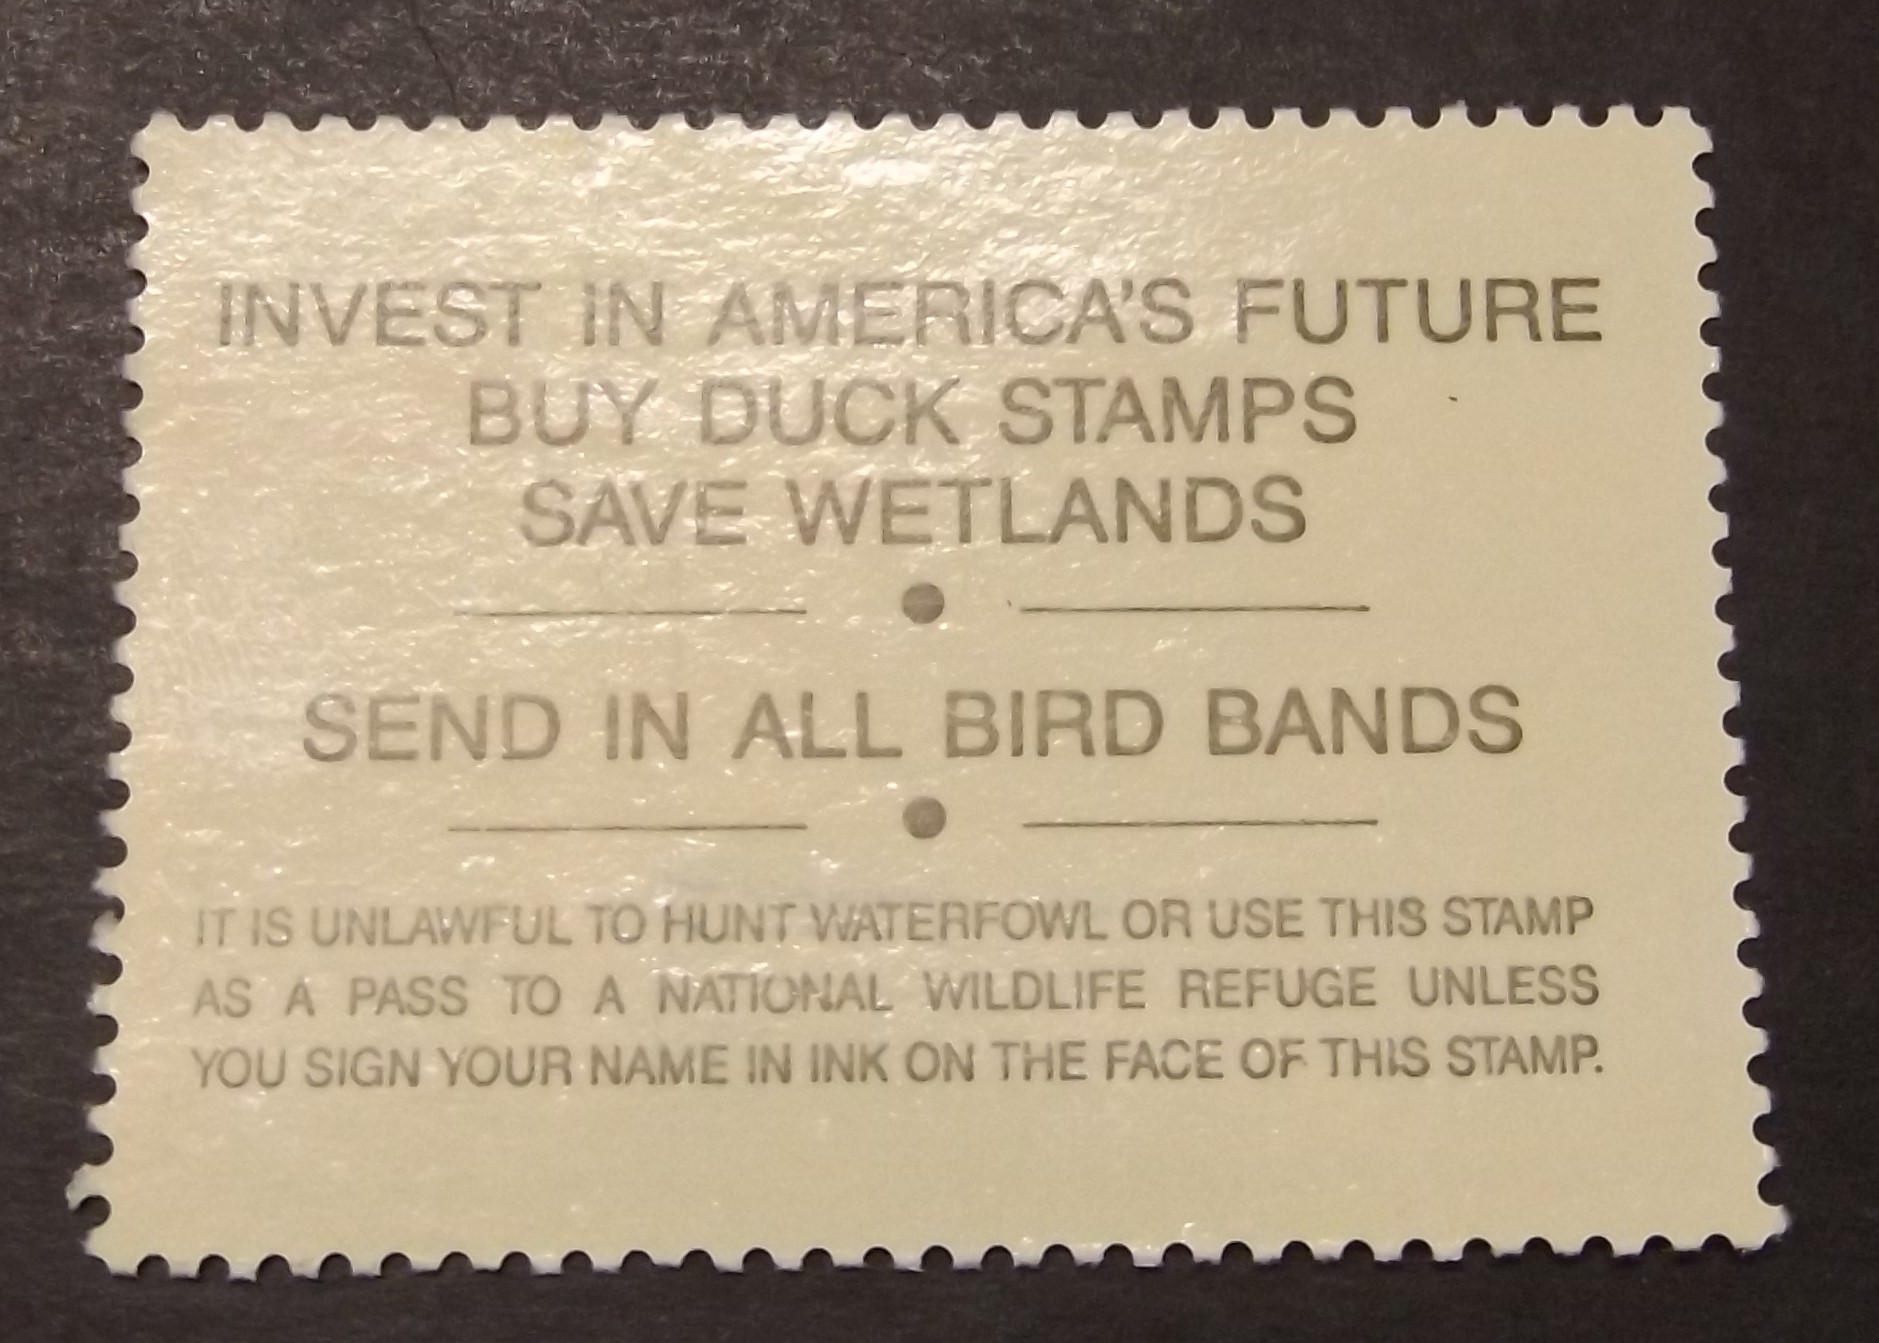 INVEST IN AMERICA'S FUTURE
BUY DUCK STAMPS
SAVE WETLANDS
SEND IN ALL BIRD BANDS
IT IS UNLAWFUL TO HUNT WATERFOWL OR USE THIS STAMP
AS A PASS TO A NATIONAL WILDLIFE REFUGE UNLESS
YOU SIGN YOUR NAME IN INK ON THE FACE OF THIS STAMP.